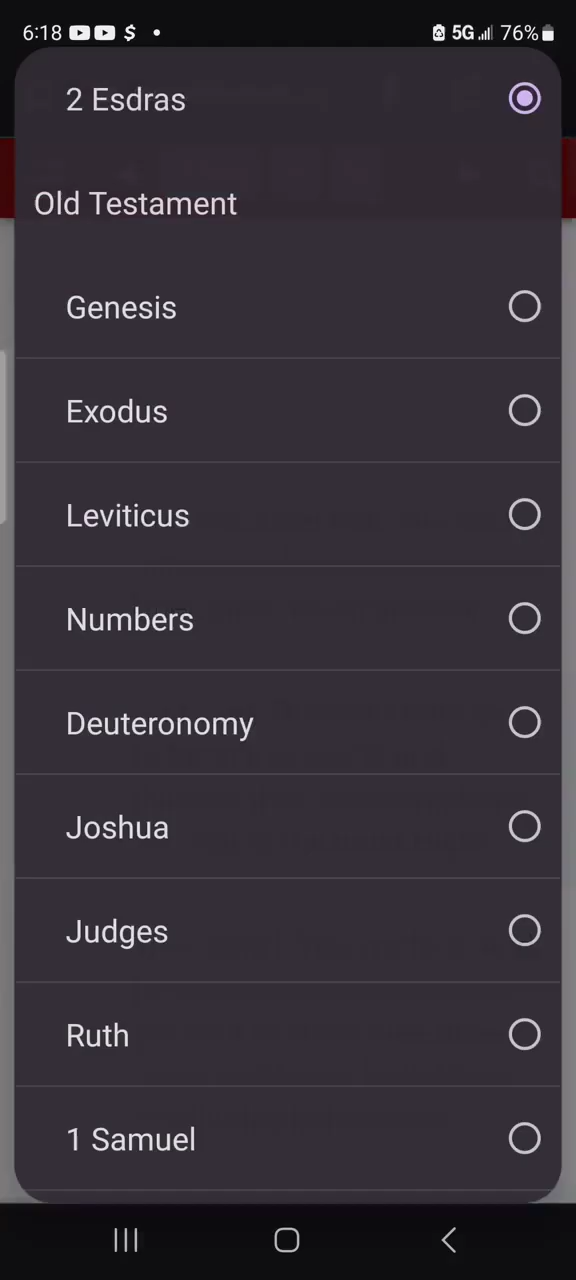 6:18 $ 5G 76%
2 Esdras
Old Testament
Genesis
Exodus
Leviticus
Numbers
Deuteronomy
Joshua
Judges
Ruth
1 Samuel